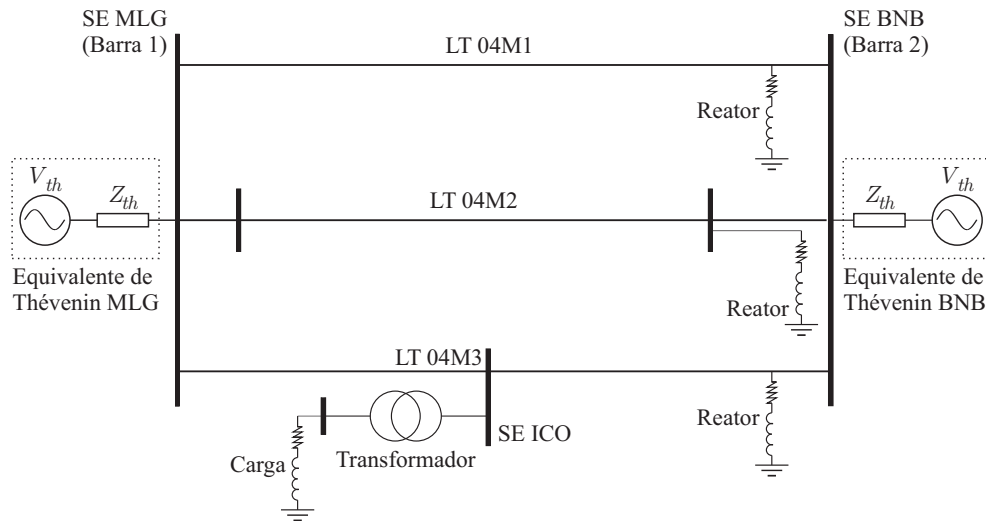 SE MLG
(Barra 1)
SE BNB
(Barra 2)
LT 04M1
Reator
V_th
Z_th
LT 04M2
Z_th
V_th
Equivalente de
Thévenin MLG
Reator
Equivalente de
Thévenin BNB
LT 04M3
SE ICO
Reator
Carga
Transformador